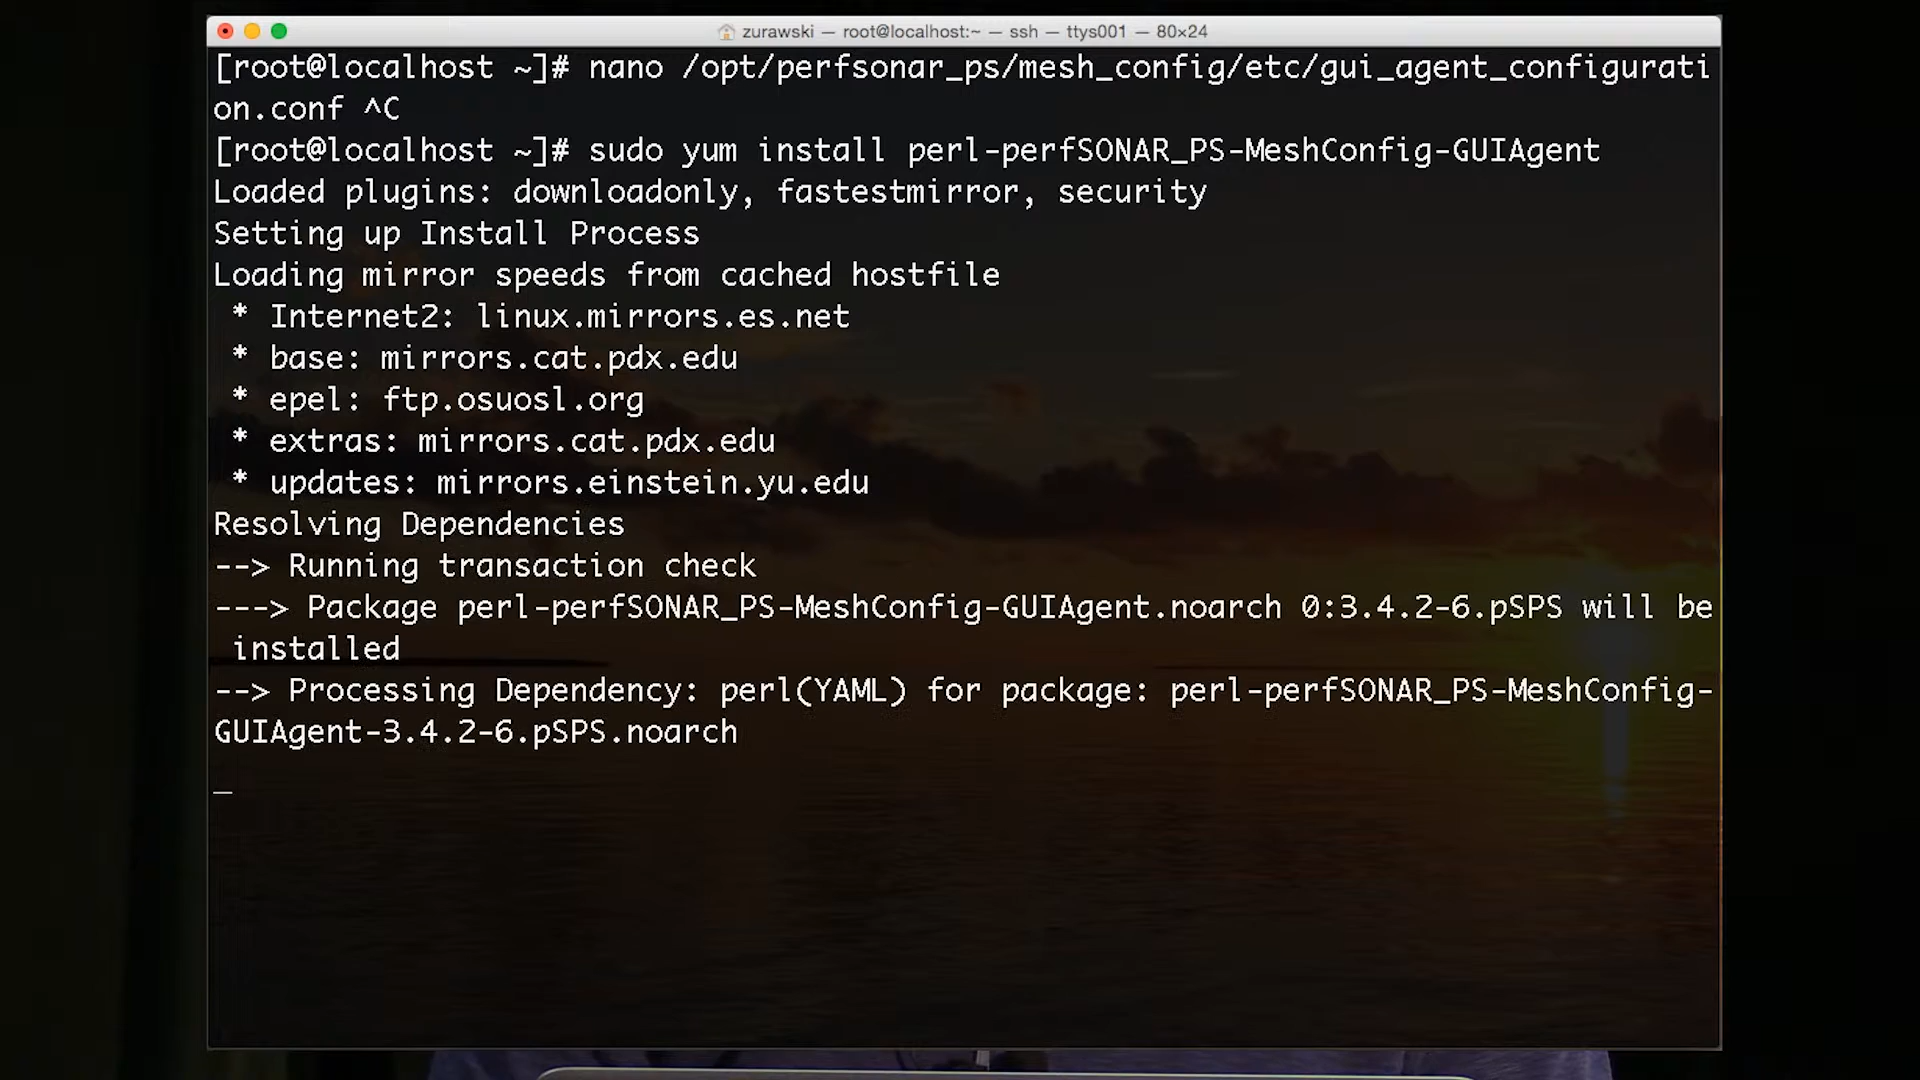 zurawski — root@localhost:~ — ssh — ttys001 — 80×24
[root@localhost ~]# nano /opt/perfsonar_ps/mesh_config/etc/gui_agent_configurati
on.conf ^C
[root@localhost ~]# sudo yum install perl-perfSONAR_PS-MeshConfig-GUIAgent
Loaded plugins: downloadonly, fastestmirror, security
Setting up Install Process
Loading mirror speeds from cached hostfile
 * Internet2: linux.mirrors.es.net
 * base: mirrors.cat.pdx.edu
 * epel: ftp.osuosl.org
 * extras: mirrors.cat.pdx.edu
 * updates: mirrors.einstein.yu.edu
Resolving Dependencies
--> Running transaction check
---> Package perl-perfSONAR_PS-MeshConfig-GUIAgent.noarch 0:3.4.2-6.pSPS will be
 installed
--> Processing Dependency: perl(YAML) for package: perl-perfSONAR_PS-MeshConfig-
GUIAgent-3.4.2-6.pSPS.noarch